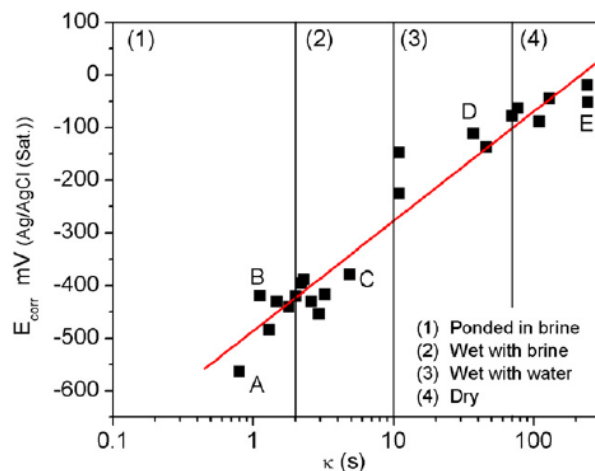 100
0
-100
-200
-300
-400
-500
-600
E_corr mV (Ag/AgCl (Sat.))
(1) (2) (3) (4)
A
B
C
D
E
(1) Ponded in brine
(2) Wet with brine
(3) Wet with water
(4) Dry
0.1 1 10 100
κ (s)